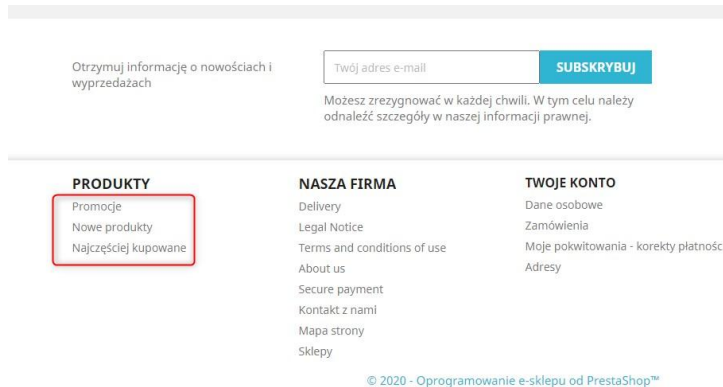 Otrzymuj informację o nowościach i
wyprzedażach
Twój adres e-mail
SUBSKRYBUJ
Możesz zrezygnować w każdej chwili. W tym celu należy
odnaleźć szczegóły w naszej informacji prawnej.
PRODUKTY
Promocje
Nowe produkty
Najczęściej kupowane
NASZA FIRMA
Delivery
Legal Notice
Terms and conditions of use
About us
Secure payment
Kontakt z nami
Mapa strony
Sklepy
TWOJE KONTO
Dane osobowe
Zamówienia
Moje pokwitowania - korekty płatnośc
Adresy
© 2020 - Oprogramowanie e-sklepu od PrestaShop™